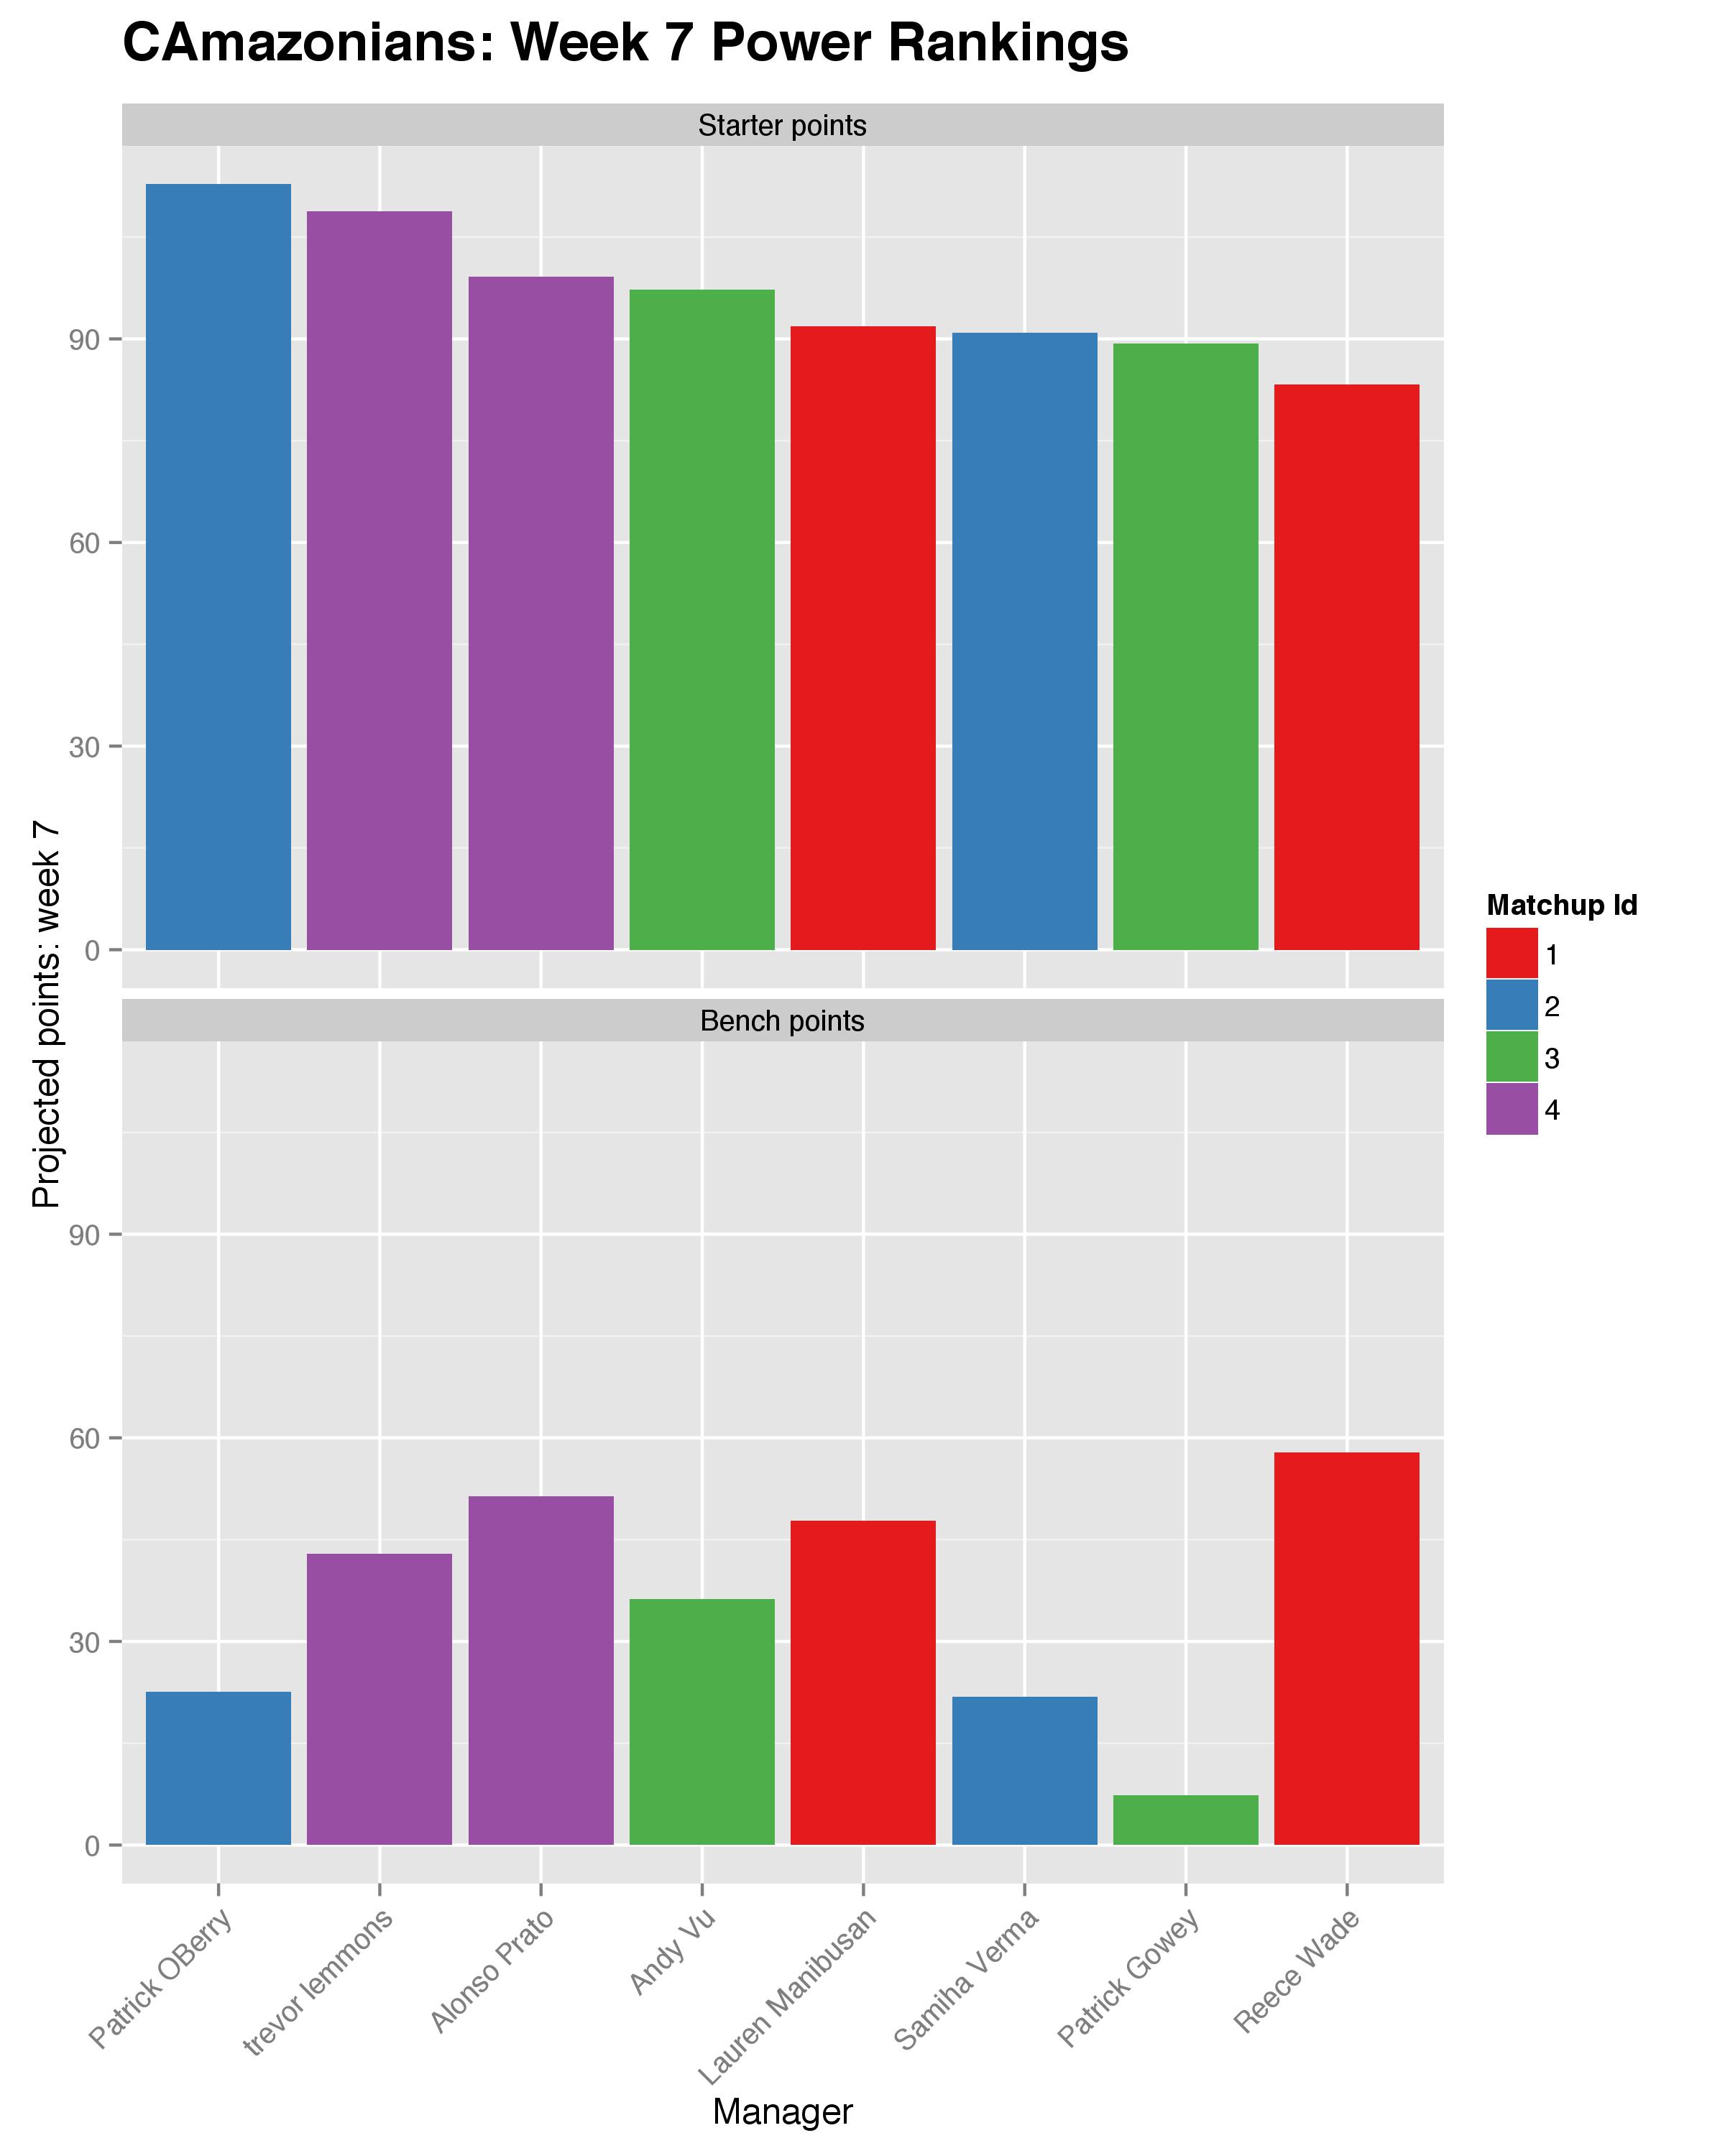 CAmazonians: Week 7 Power Rankings
Starter points
90
60
30
0
Bench points
90
60
30
0
Projected points: week 7
Patrick OBerry
trevor lemmons
Alonso Prato
Andy Vu
Lauren Manibusan
Samiha Verma
Patrick Gowey
Reece Wade
Manager
Matchup Id
1
2
3
4